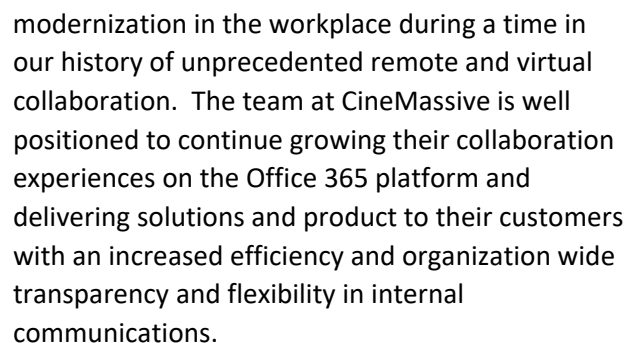 modernization in the workplace during a time in
our history of unprecedented remote and virtual
collaboration.  The team at CineMassive is well
positioned to continue growing their collaboration
experiences on the Office 365 platform and
delivering solutions and product to their customers
with an increased efficiency and organization wide
transparency and flexibility in internal
communications.